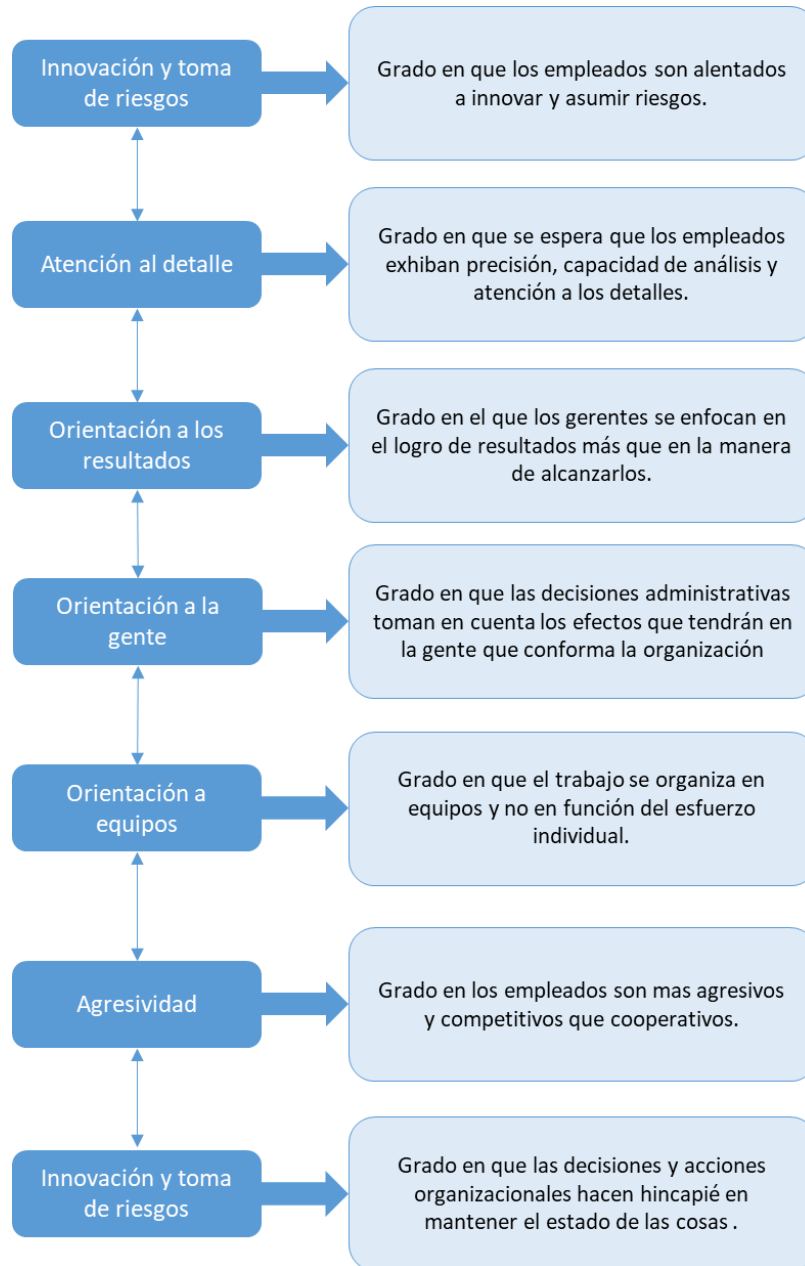 Innovación y toma
de riesgos
Grado en que los empleados son alentados
a innovar y asumir riesgos.
Atención al detalle
Grado en que se espera que los empleados
exhiban precisión, capacidad de análisis y
atención a los detalles.
Orientación a los
resultados
Grado en el que los gerentes se enfocan en
el logro de resultados más que en la manera
de alcanzarlos.
Orientación a la
gente
Grado en que las decisiones administrativas
toman en cuenta los efectos que tendrán en
la gente que conforma la organización
Orientación a
equipos
Grado en que el trabajo se organiza en
equipos y no en función del esfuerzo
individual.
Agresividad
Grado en los empleados son mas agresivos
y competitivos que cooperativos.
Innovación y toma
de riesgos
Grado en que las decisiones y acciones
organizacionales hacen hincapié en
mantener el estado de las cosas .